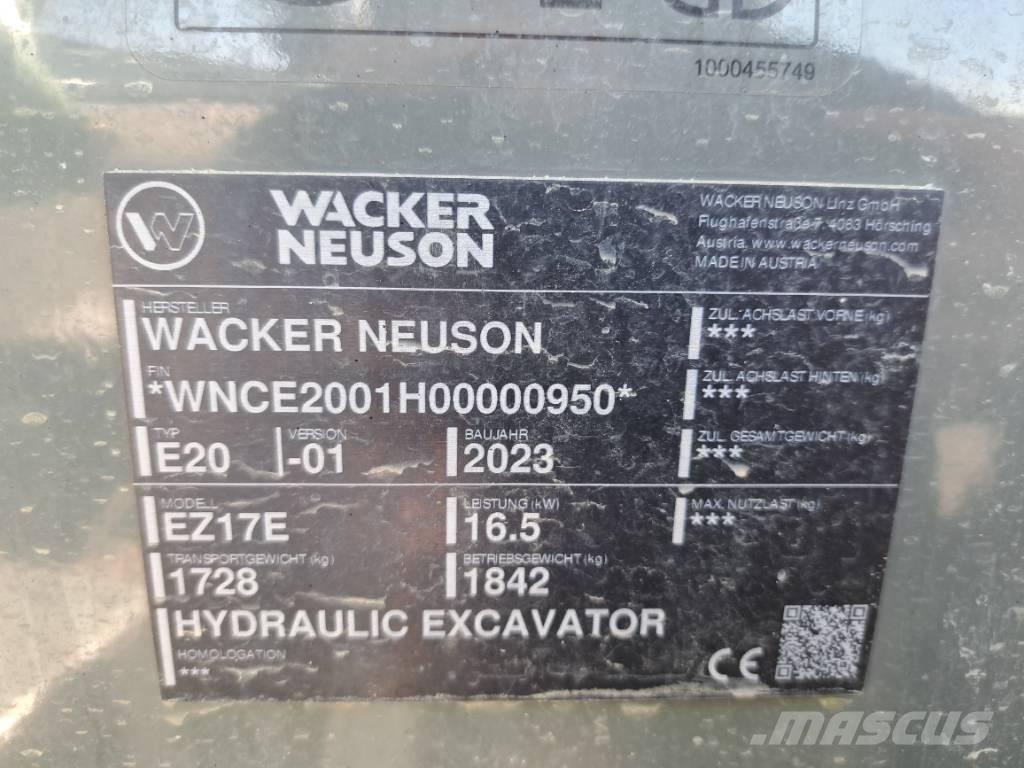 1000455749
WACKER
NEUSON
WACKER NEUSON Linz GmbH
Flughafenstraße 7, 4063 Hörsching
Austria, www.wackerneuson.com
MADE IN AUSTRIA
HERSTELLER
WACKER NEUSON
ZUL. ACHSLAST VORNE (kg)
***
FIN
*WNCE2001H00000950*
ZUL. ACHSLAST HINTEN (kg)
***
TYP VERSION BAUJAHR
E20 -01 2023
ZUL. GESAMTGEWICHT (kg)
***
MODELL LEISTUNG (kW) MAX. NUTZLAST (kg)
EZ17E 16.5 ***
TRANSPORTGEWICHT (kg) BETRIEBSGEWICHT (kg)
1728 1842
HYDRAULIC EXCAVATOR
HOMOLOGATION
***
CE
MASCUS